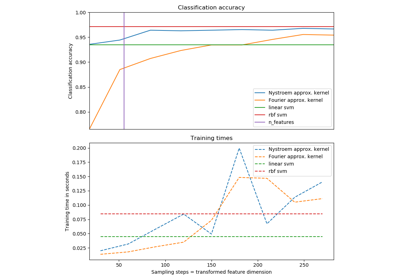 Classification accuracy
1.00
0.95
0.90
0.85
0.80
Classification accuracy
Nystroem approx. kernel
Fourier approx. kernel
linear svm
rbf svm
n_features
Training times
0.200
0.175
0.150
0.125
0.100
0.075
0.050
0.025
Training time in seconds
Nystroem approx. kernel
Fourier approx. kernel
linear svm
rbf svm
50 100 150 200 250
Sampling steps = transformed feature dimension